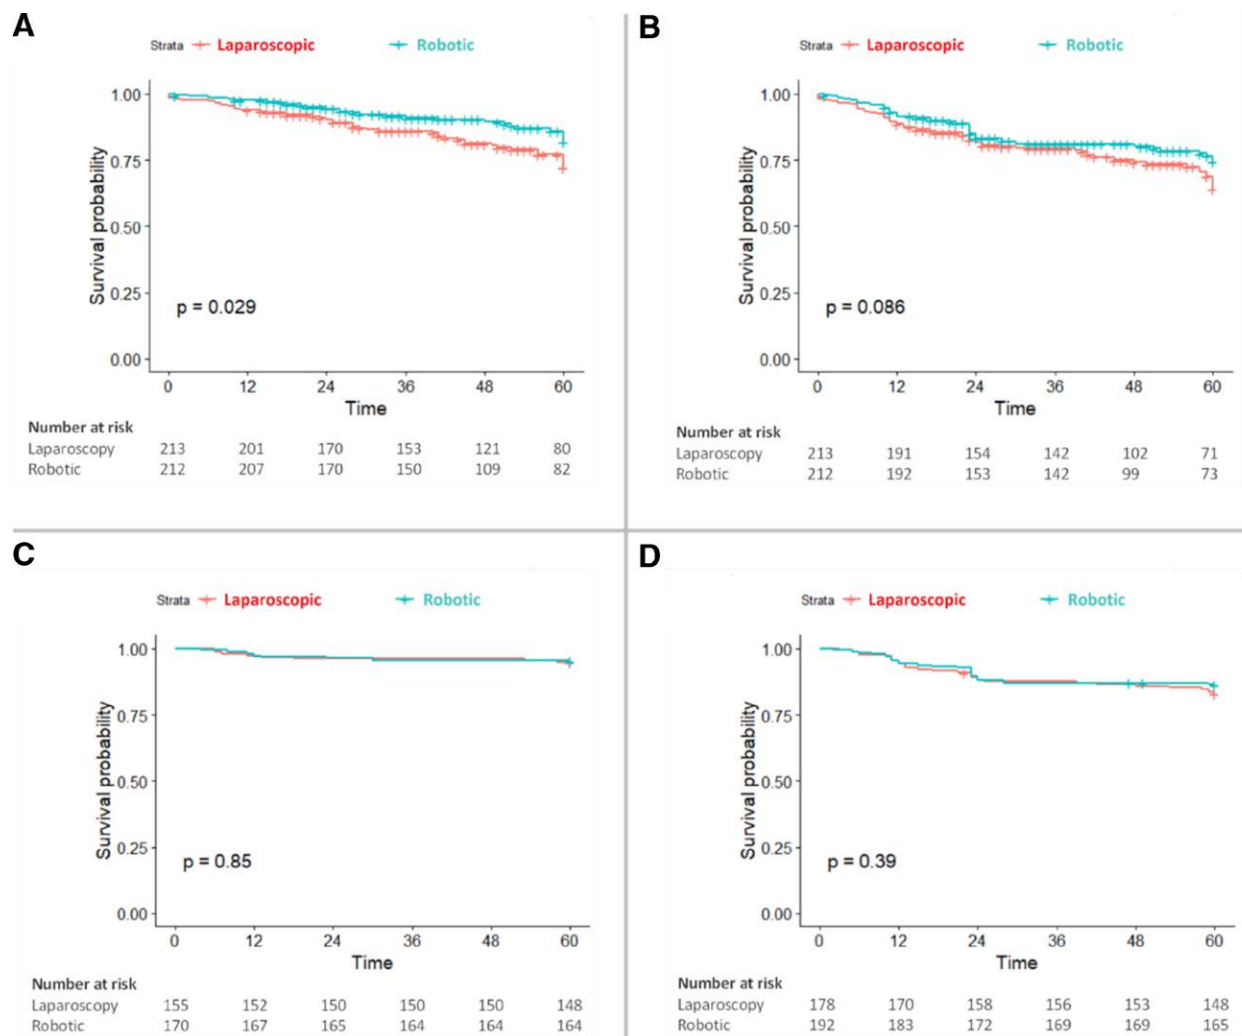 A
Strata Laparoscopic Robotic
Survival probability
1.00
0.75
0.50
0.25
0.00
p = 0.029
0 12 24 36 48 60
Time
Number at risk
Laparoscopy 213 201 170 153 121 80
Robotic 212 207 170 150 109 82
B
Strata Laparoscopic Robotic
Survival probability
1.00
0.75
0.50
0.25
0.00
p = 0.086
0 12 24 36 48 60
Time
Number at risk
Laparoscopy 213 191 154 142 102 71
Robotic 212 192 153 142 99 73
C
Strata Laparoscopic Robotic
Survival probability
1.00
0.75
0.50
0.25
0.00
p = 0.85
0 12 24 36 48 60
Time
Number at risk
Laparoscopy 155 152 150 150 150 148
Robotic 170 167 165 164 164 164
D
Strata Laparoscopic Robotic
Survival probability
1.00
0.75
0.50
0.25
0.00
p = 0.39
0 12 24 36 48 60
Time
Number at risk
Laparoscopy 178 170 158 156 153 148
Robotic 192 183 172 169 169 165